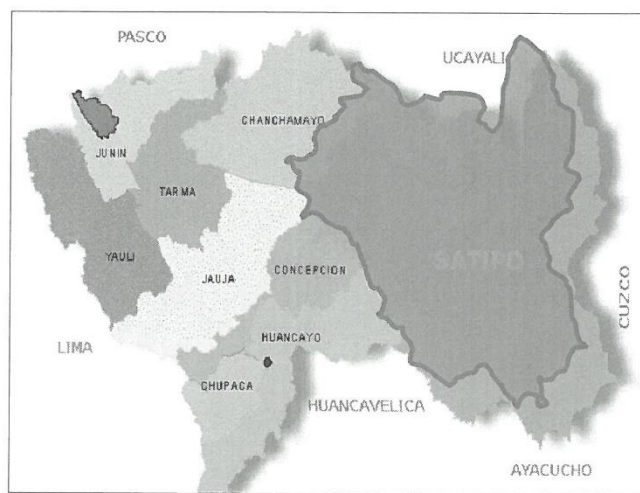 PASCO
UCAYALI
CHANCHAMAYO
JUNIN
TARMA
SATIPO
YAULI
JAUJA
CONCEPCION
CUZCO
LIMA
HUANCAYO
CHUPACA
HUANCAVELICA
AYACUCHO